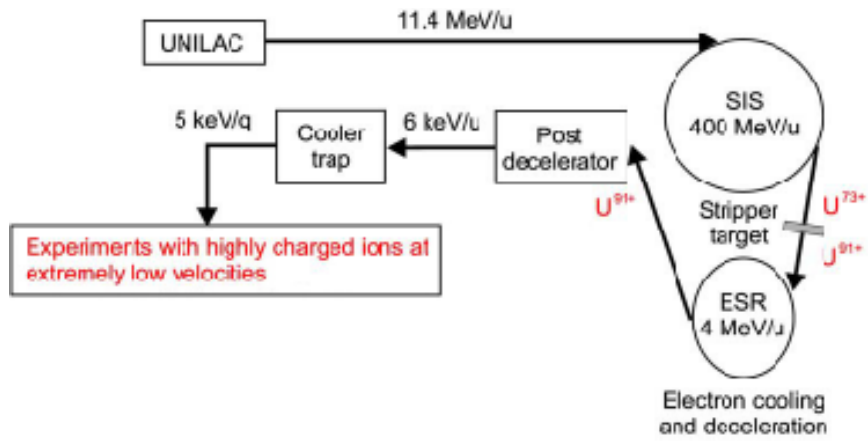 UNILAC
11.4 MeV/u
SIS
400 MeV/u
5 keV/q
Cooler
trap
6 keV/u
Post
decelerator
U⁹¹⁺
Stripper
target
U⁷³⁺
U⁹¹⁺
Experiments with highly charged ions at
extremely low velocities
ESR
4 MeV/u
Electron cooling
and deceleration